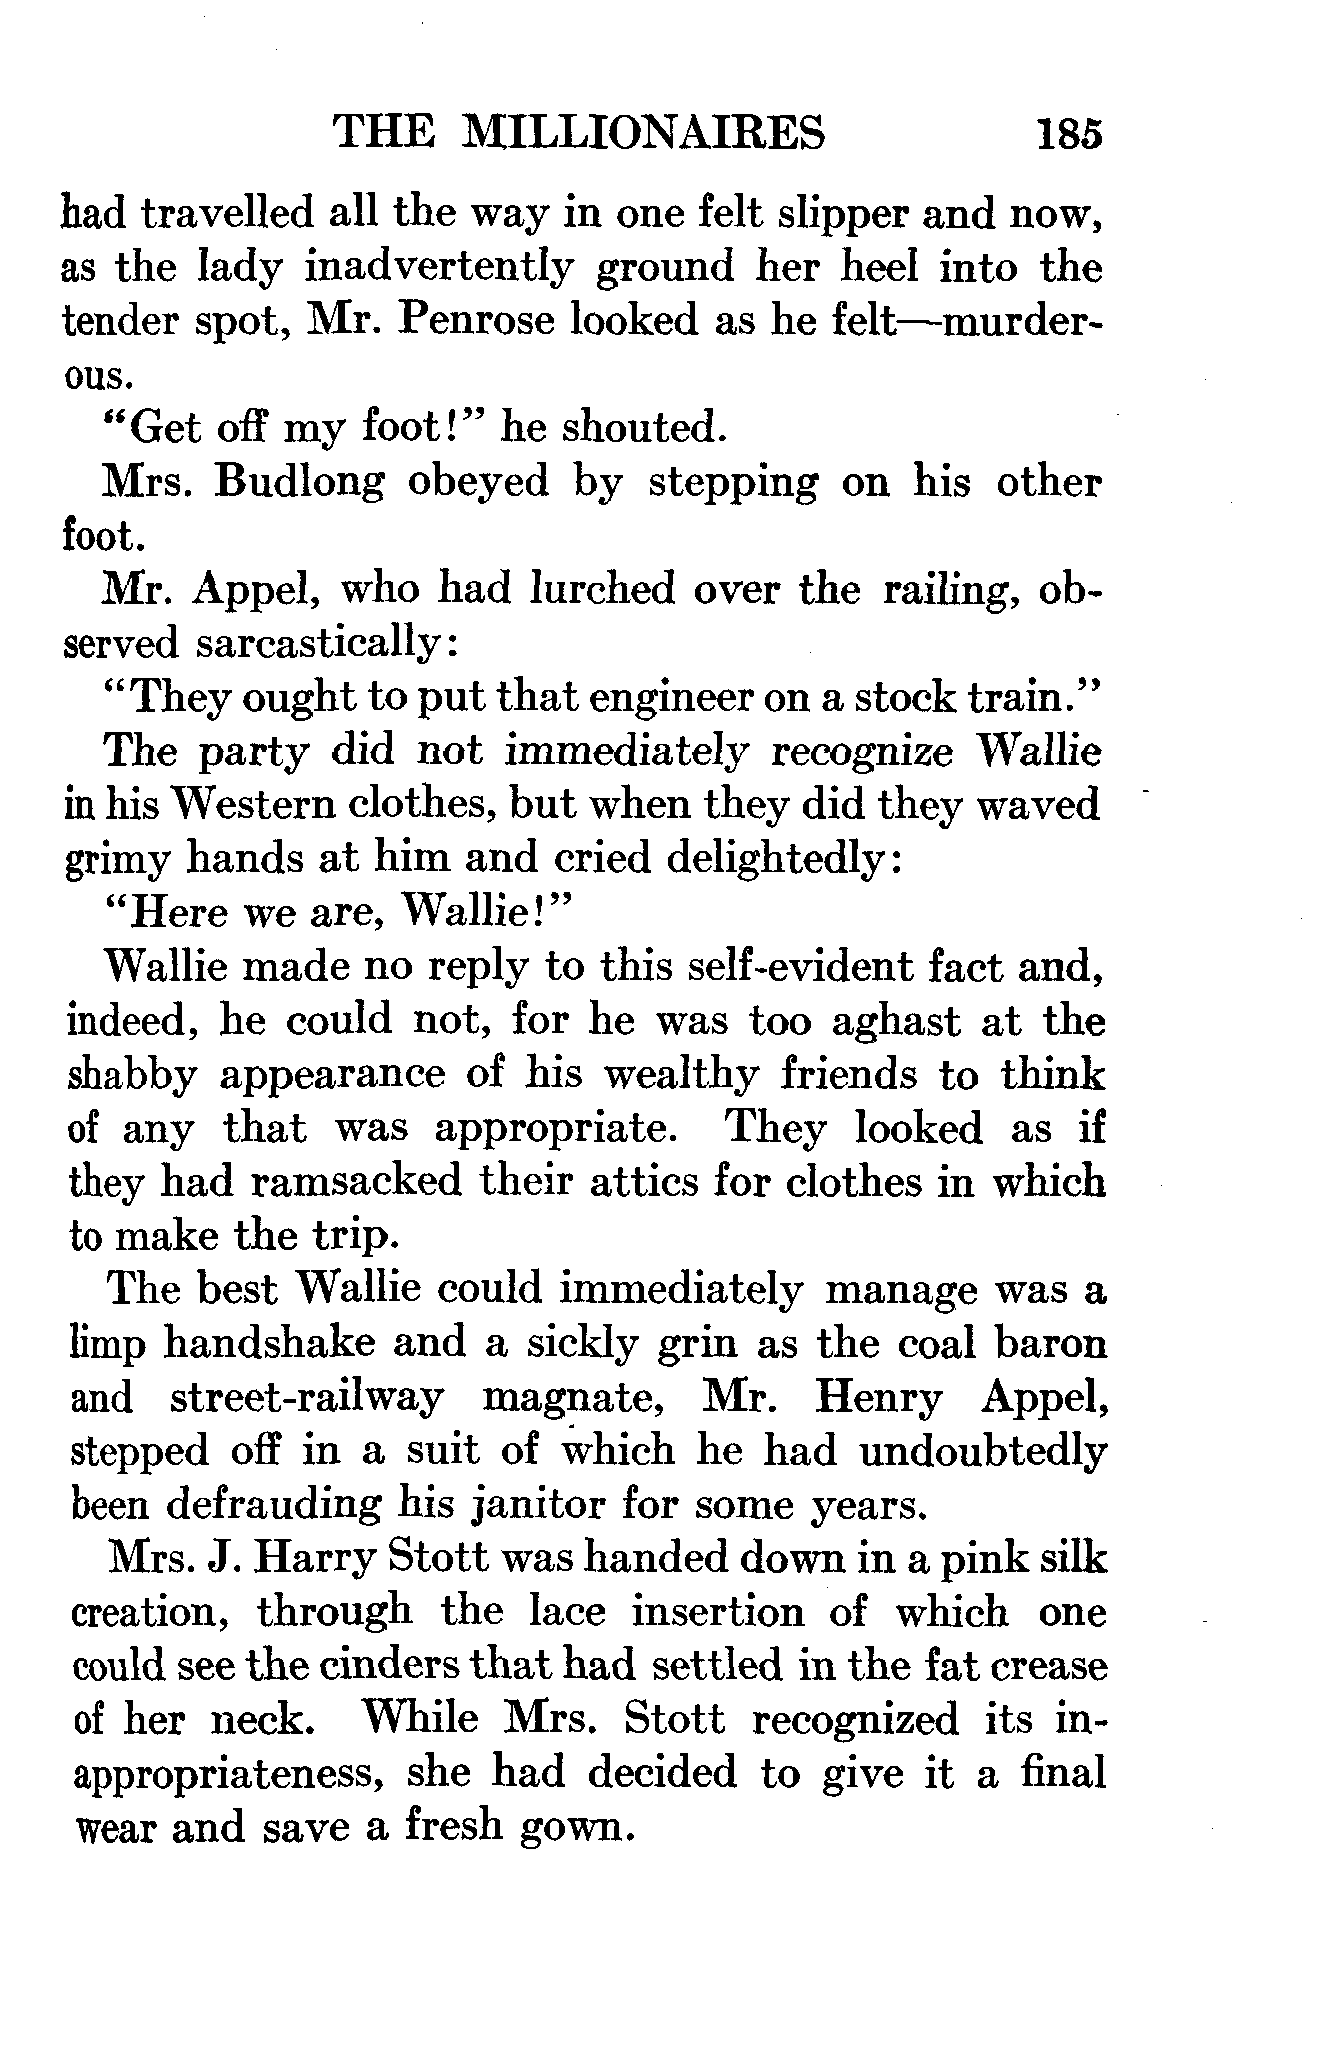 THE MILLIONAIRES 185
had travelled all the way in one felt slipper and now,
as the lady inadvertently ground her heel into the
tender spot, Mr. Penrose looked as he felt—murder-
ous.
"Get off my foot!" he shouted.
Mrs. Budlong obeyed by stepping on his other
foot.
Mr. Appel, who had lurched over the railing, ob-
served sarcastically:
"They ought to put that engineer on a stock train."
The party did not immediately recognize Wallie
in his Western clothes, but when they did they waved
grimy hands at him and cried delightedly:
"Here we are, Wallie!"
Wallie made no reply to this self-evident fact and,
indeed, he could not, for he was too aghast at the
shabby appearance of his wealthy friends to think
of any that was appropriate. They looked as if
they had ramsacked their attics for clothes in which
to make the trip.
The best Wallie could immediately manage was a
limp handshake and a sickly grin as the coal baron
and street-railway magnate, Mr. Henry Appel,
stepped off in a suit of which he had undoubtedly
been defrauding his janitor for some years.
Mrs. J. Harry Stott was handed down in a pink silk
creation, through the lace insertion of which one
could see the cinders that had settled in the fat crease
of her neck. While Mrs. Stott recognized its in-
appropriateness, she had decided to give it a final
wear and save a fresh gown.